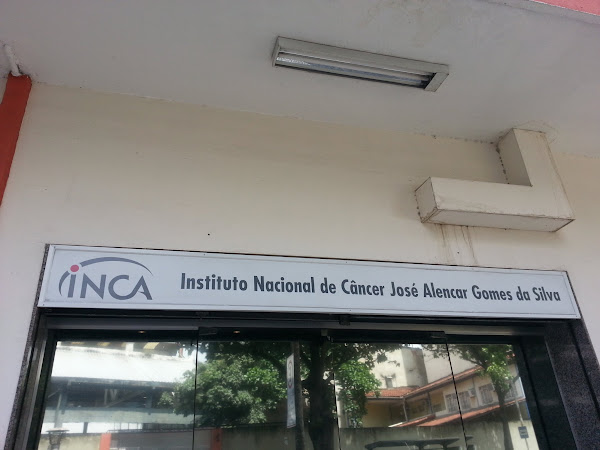 INCA Instituto Nacional de Câncer José Alencar Gomes da Silva